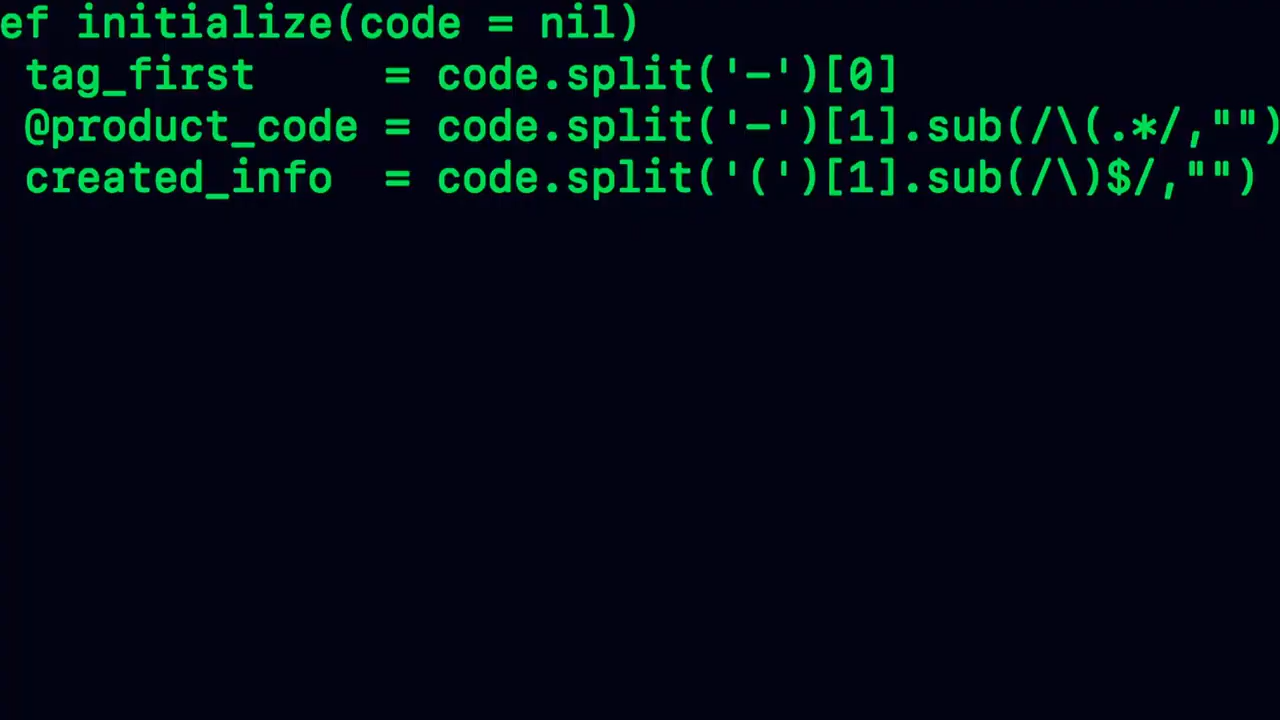 ef initialize(code = nil)
tag_first     = code.split('-')[0]
@product_code = code.split('-')[1].sub(/\(.*/,"")
created_info  = code.split('(')[1].sub(/\)$/,"")